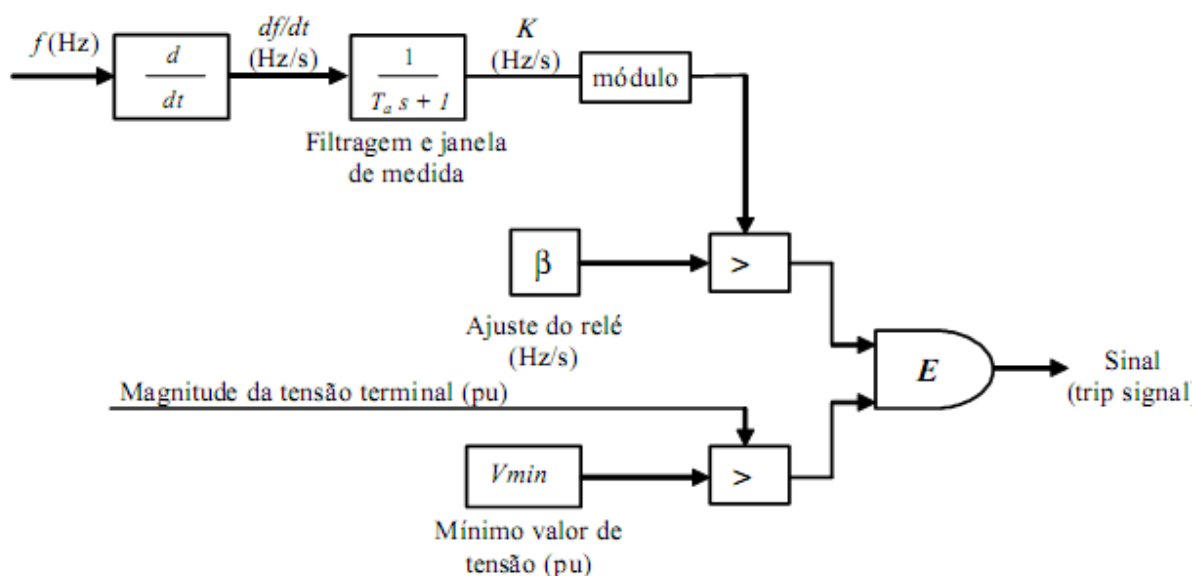 f(Hz)
d
dt
df/dt
(Hz/s)
1
Tₐ s + 1
Filtragem e janela
de medida
K
(Hz/s)
módulo
β
Ajuste do relé
(Hz/s)
>
Magnitude da tensão terminal (pu)
Vmin
Mínimo valor de
tensão (pu)
>
E
Sinal
(trip signal)